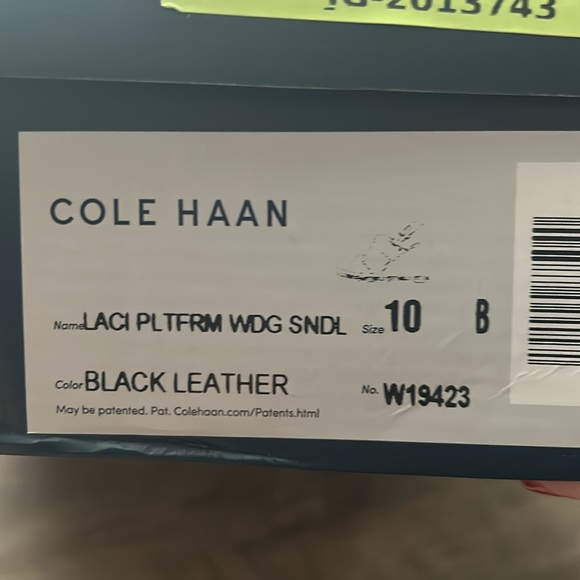 COLE HAAN
Name LACI PLTFRM WDG SNDL Size 10 B
Color BLACK LEATHER No. W19423
May be patented. Pat. Colehaan.com/Patents.html